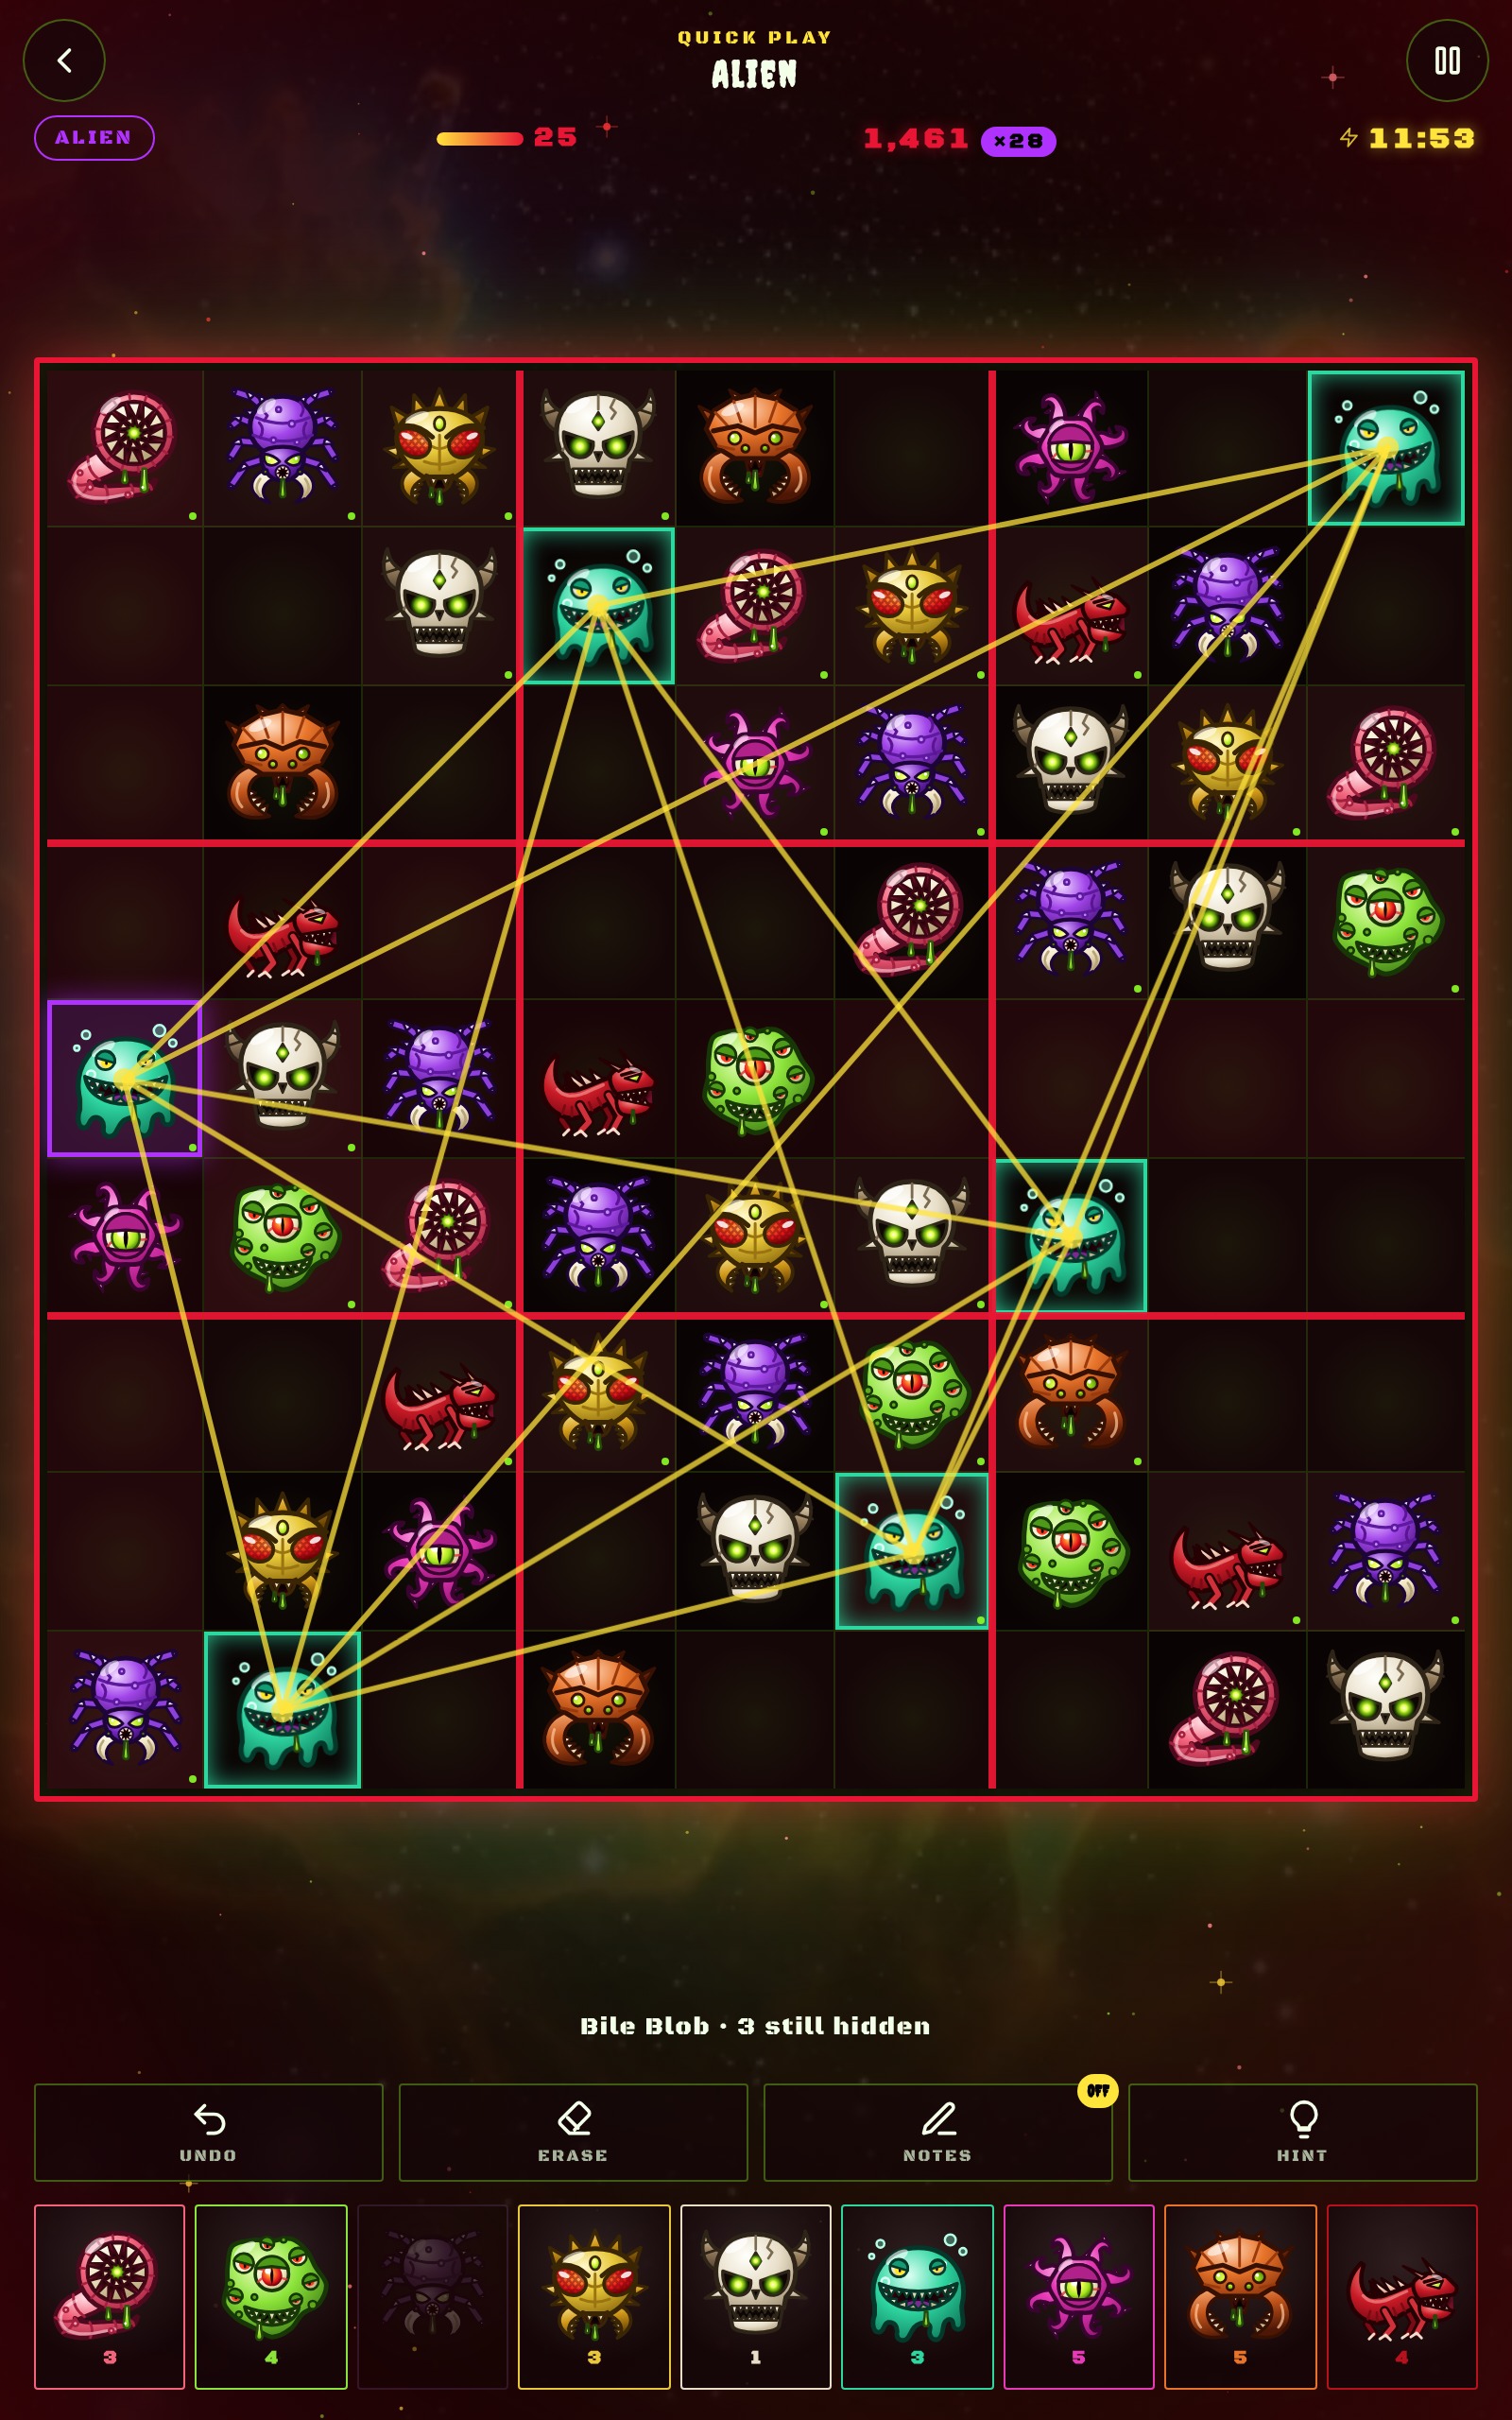 QUICK PLAY
ALIEN
ALIEN
25
1,461 ×28
11:53
Bile Blob · 3 still hidden
OFF
UNDO
ERASE
NOTES
HINT
3
4
3
1
3
5
5
4